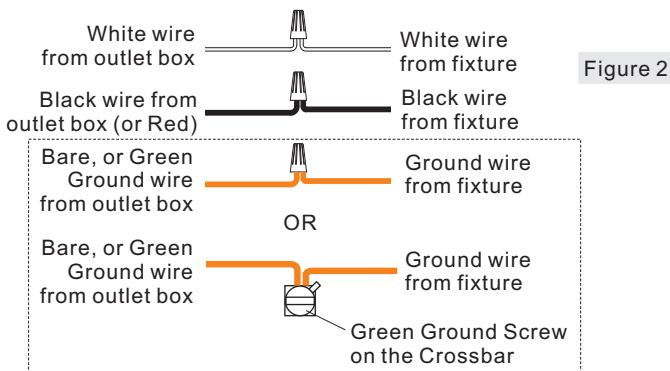 White wire
from outlet box
White wire
from fixture
Figure 2
Black wire from
outlet box (or Red)
Black wire
from fixture
Bare, or Green
Ground wire
from outlet box
Ground wire
from fixture
OR
Bare, or Green
Ground wire
from outlet box
Ground wire
from fixture
Green Ground Screw
on the Crossbar